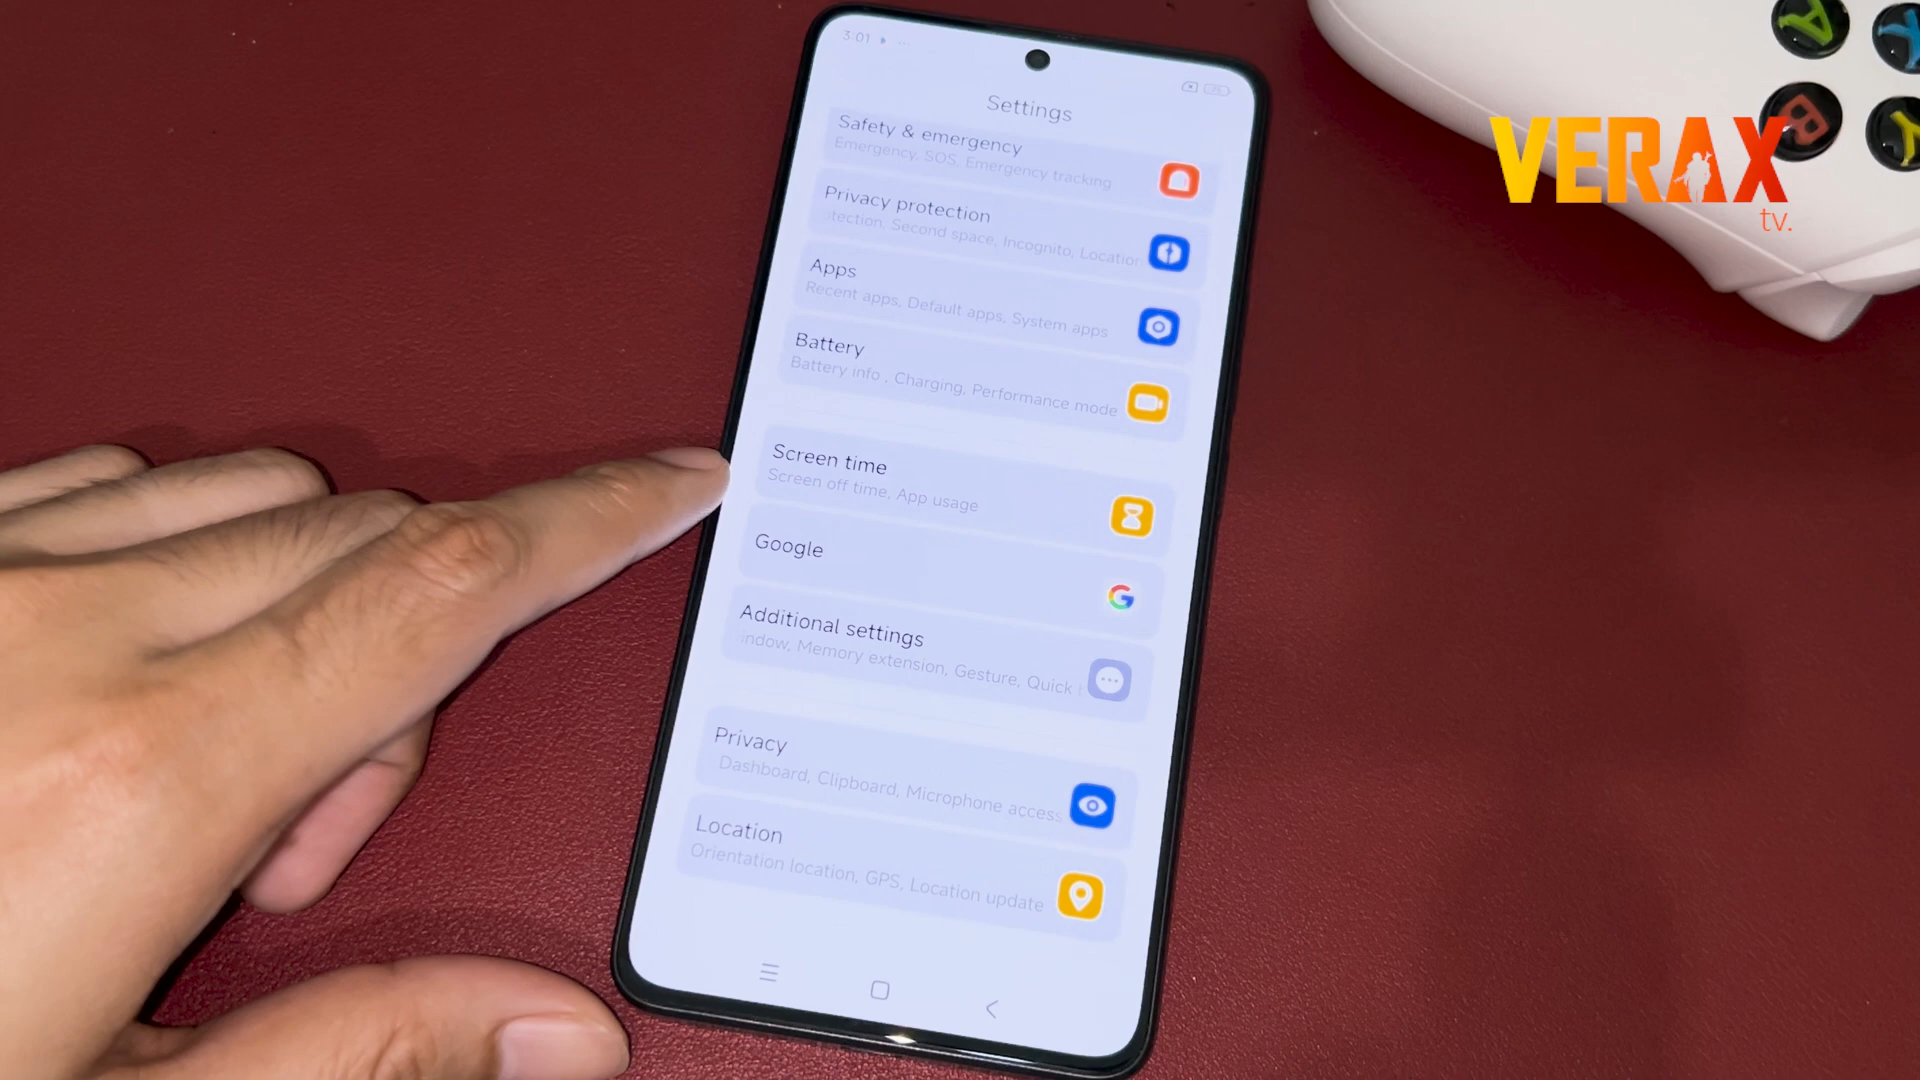 3:01
Settings
Safety & emergency
Emergency, SOS, Emergency tracking
Privacy protection
Second space, Incognito, Location
Apps
Recent apps, Default apps, System apps
Battery
Battery info , Charging, Performance mode
Screen time
Screen off time, App usage
Google
Additional settings
Memory extension, Gesture, Quick
Privacy
Dashboard, Clipboard, Microphone access
Location
Orientation location, GPS, Location update
A
X
B
Y
VERAX
tv.